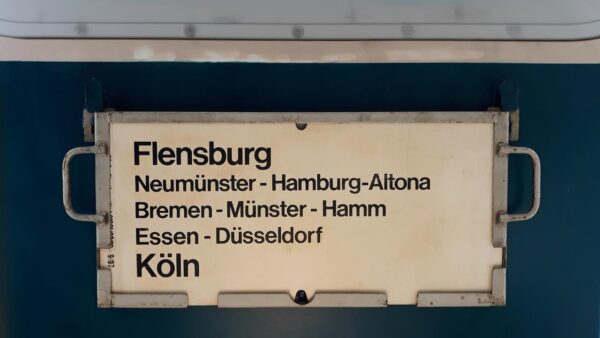 Flensburg
Neumünster - Hamburg-Altona
Bremen - Münster - Hamm
Essen - Düsseldorf
Köln